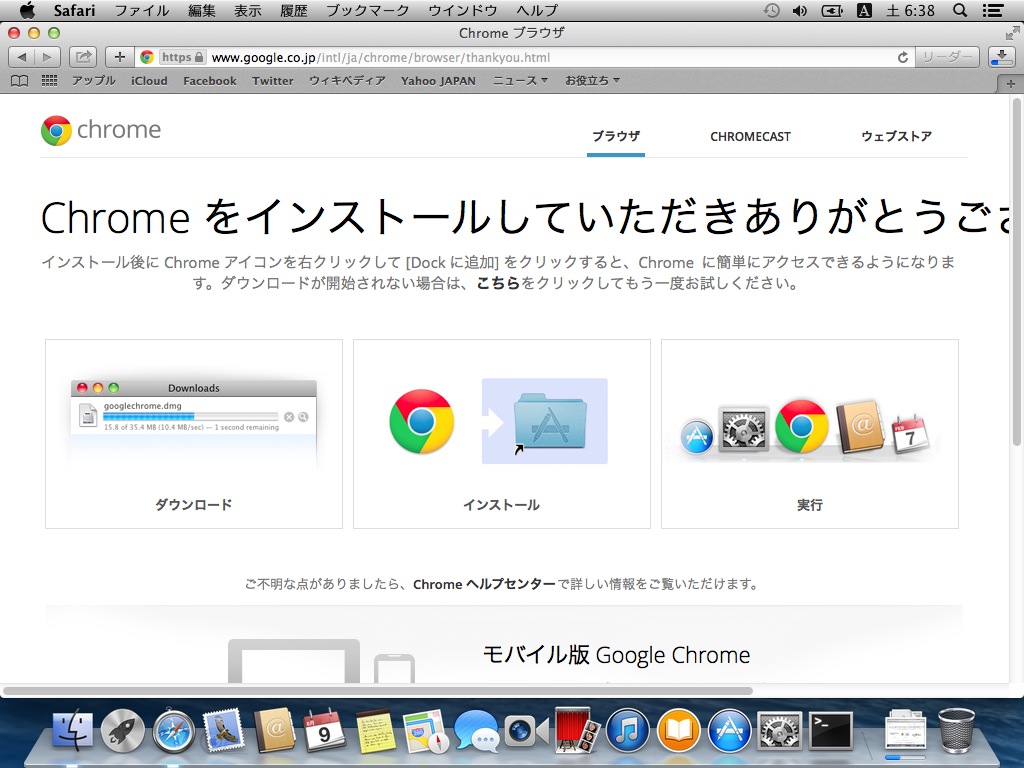 Safari ファイル 編集 表示 履歴 ブックマーク ウインドウ ヘルプ A 土 6:38
Chrome ブラウザ
https www.google.co.jp/intl/ja/chrome/browser/thankyou.html リーダー
アップル iCloud Facebook Twitter ウィキペディア Yahoo JAPAN ニュース お役立ち
chrome ブラウザ CHROMECAST ウェブストア
Chrome をインストールしていただきありがとうござ
インストール後に Chrome アイコンを右クリックして [Dock に追加] をクリックすると、Chrome に簡単にアクセスできるようになりま
す。ダウンロードが開始されない場合は、こちらをクリックしてもう一度お試しください。
Downloads
googlechrome.dmg
15.8 of 35.4 MB (10.4 MB/sec) — 1 second remaining
FEB
7
ダウンロード インストール 実行
ご不明な点がありましたら、Chrome ヘルプセンターで詳しい情報をご覧いただけます。
モバイル版 Google Chrome
8月
9